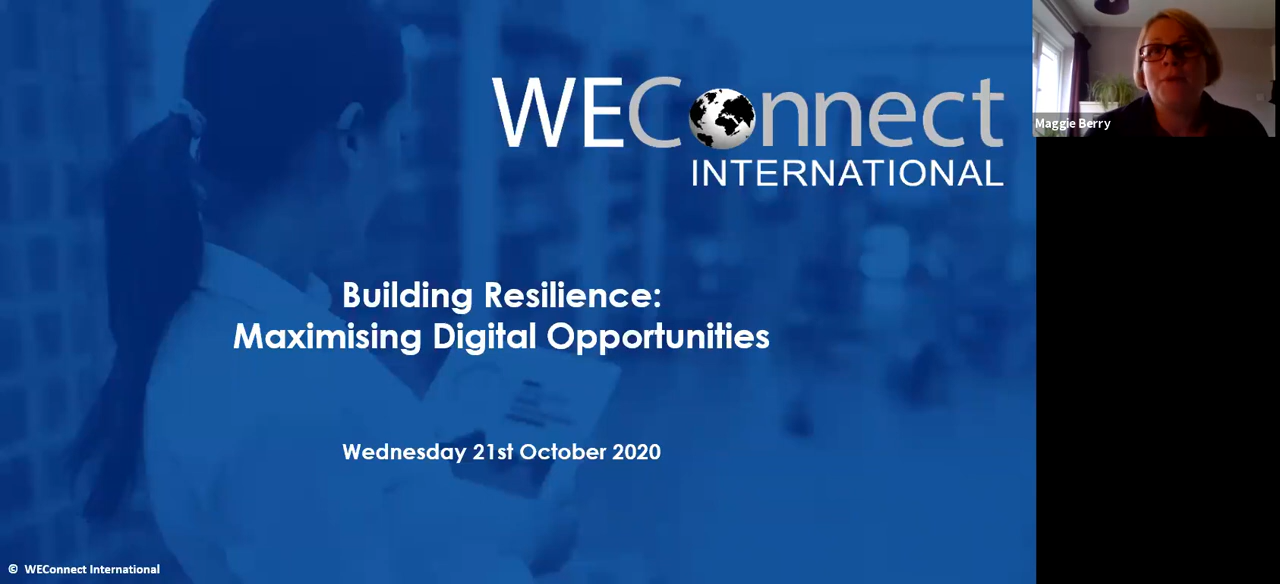 WEConnect
INTERNATIONAL
Maggie Berry
Building Resilience:
Maximising Digital Opportunities
Wednesday 21st October 2020
© WEConnect International